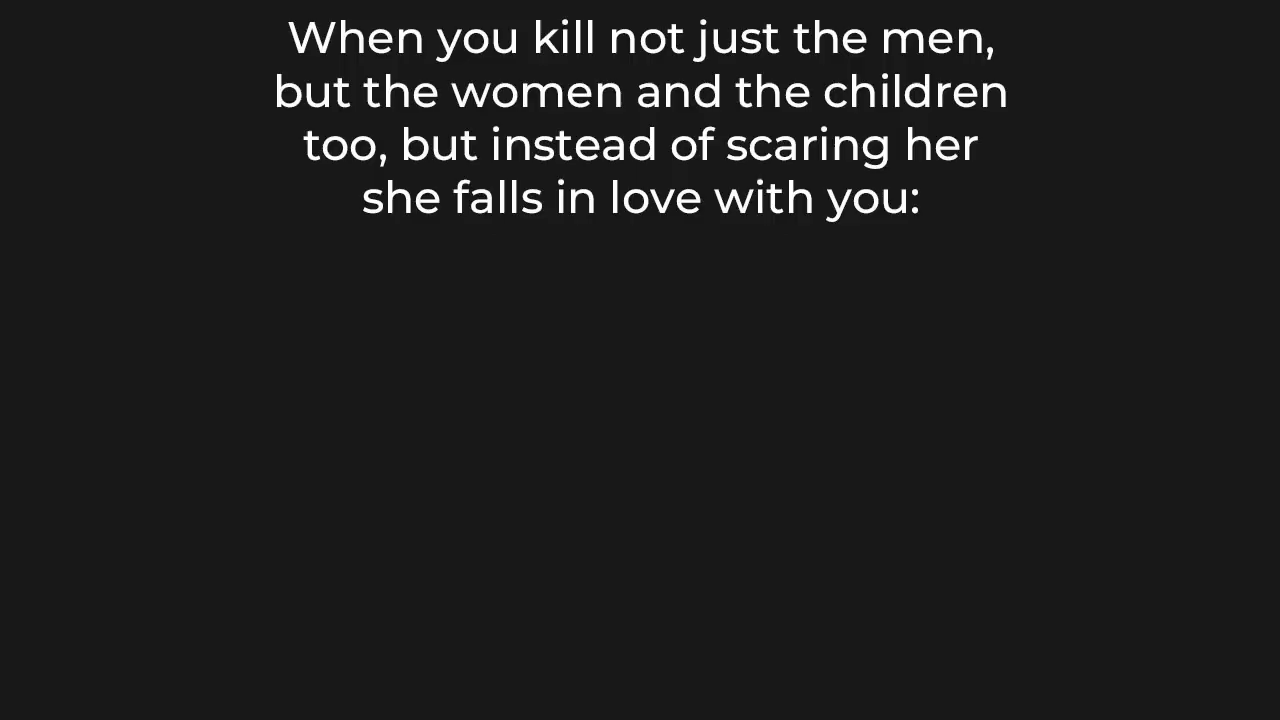 When you kill not just the men,
but the women and the children
too, but instead of scaring her
she falls in love with you: